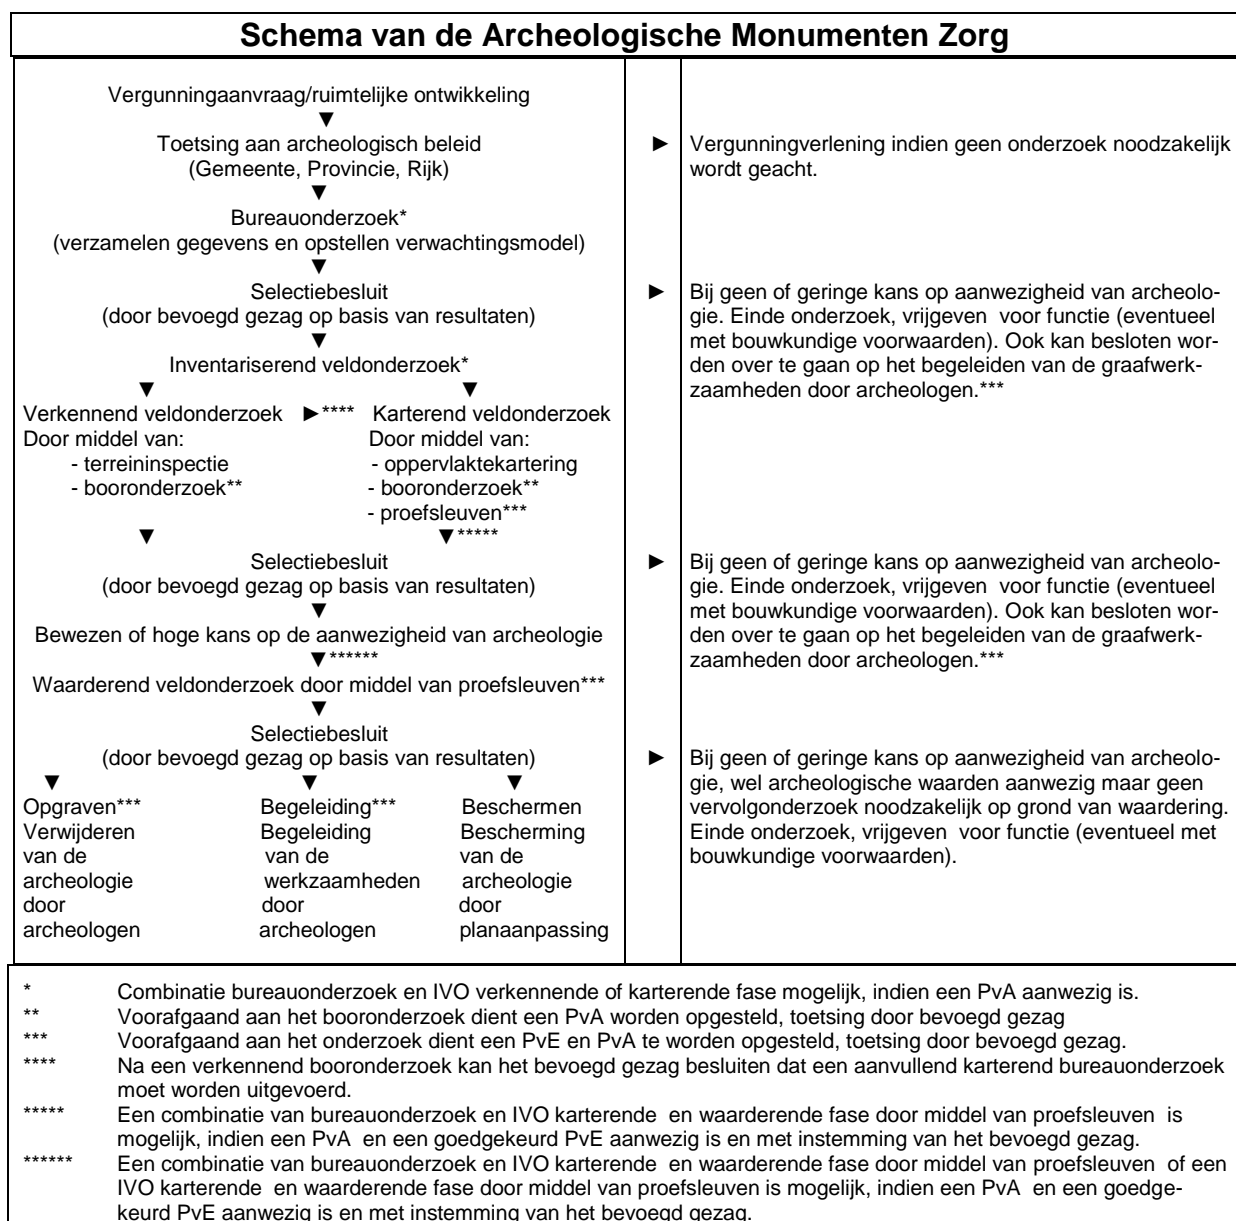 Schema van de Archeologische Monumenten Zorg
Vergunningaanvraag/ruimtelijke ontwikkeling
▼
Toetsing aan archeologisch beleid
(Gemeente, Provincie, Rijk)
► Vergunningverlening indien geen onderzoek noodzakelijk
wordt geacht.
▼
Bureauonderzoek*
(verzamelen gegevens en opstellen verwachtingsmodel)
▼
Selectiebesluit
(door bevoegd gezag op basis van resultaten)
► Bij geen of geringe kans op aanwezigheid van archeolo-
gie. Einde onderzoek, vrijgeven voor functie (eventueel
met bouwkundige voorwaarden). Ook kan besloten wor-
den over te gaan op het begeleiden van de graafwerk-
zaamheden door archeologen.***
▼
Inventariserend veldonderzoek*
▼ ▼
Verkennend veldonderzoek ►**** Karterend veldonderzoek
Door middel van: Door middel van:
- terreininspectie - oppervlaktekartering
- booronderzoek** - booronderzoek**
- proefsleuven***
▼ ▼*****
Selectiebesluit
(door bevoegd gezag op basis van resultaten)
► Bij geen of geringe kans op aanwezigheid van archeolo-
gie. Einde onderzoek, vrijgeven voor functie (eventueel
met bouwkundige voorwaarden). Ook kan besloten wor-
den over te gaan op het begeleiden van de graafwerk-
zaamheden door archeologen.***
▼
Bewezen of hoge kans op de aanwezigheid van archeologie
▼******
Waarderend veldonderzoek door middel van proefsleuven***
▼
Selectiebesluit
(door bevoegd gezag op basis van resultaten)
► Bij geen of geringe kans op aanwezigheid van archeolo-
gie, wel archeologische waarden aanwezig maar geen
vervolgonderzoek noodzakelijk op grond van waardering.
Einde onderzoek, vrijgeven voor functie (eventueel met
bouwkundige voorwaarden).
▼ ▼ ▼
Opgraven*** Begeleiding*** Beschermen
Verwijderen Begeleiding Bescherming
van de van de van de
archeologie werkzaamheden archeologie
door door door
archeologen archeologen planaanpassing
* Combinatie bureauonderzoek en IVO verkennende of karterende fase mogelijk, indien een PvA aanwezig is.
** Voorafgaand aan het booronderzoek dient een PvA worden opgesteld, toetsing door bevoegd gezag
*** Voorafgaand aan het onderzoek dient een PvE en PvA te worden opgesteld, toetsing door bevoegd gezag.
**** Na een verkennend booronderzoek kan het bevoegd gezag besluiten dat een aanvullend karterend bureauonderzoek
moet worden uitgevoerd.
***** Een combinatie van bureauonderzoek en IVO karterende en waarderende fase door middel van proefsleuven is
mogelijk, indien een PvA en een goedgekeurd PvE aanwezig is en met instemming van het bevoegd gezag.
****** Een combinatie van bureauonderzoek en IVO karterende en waarderende fase door middel van proefsleuven of een
IVO karterende en waarderende fase door middel van proefsleuven is mogelijk, indien een PvA en een goedge-
keurd PvE aanwezig is en met instemming van het bevoegd gezag.